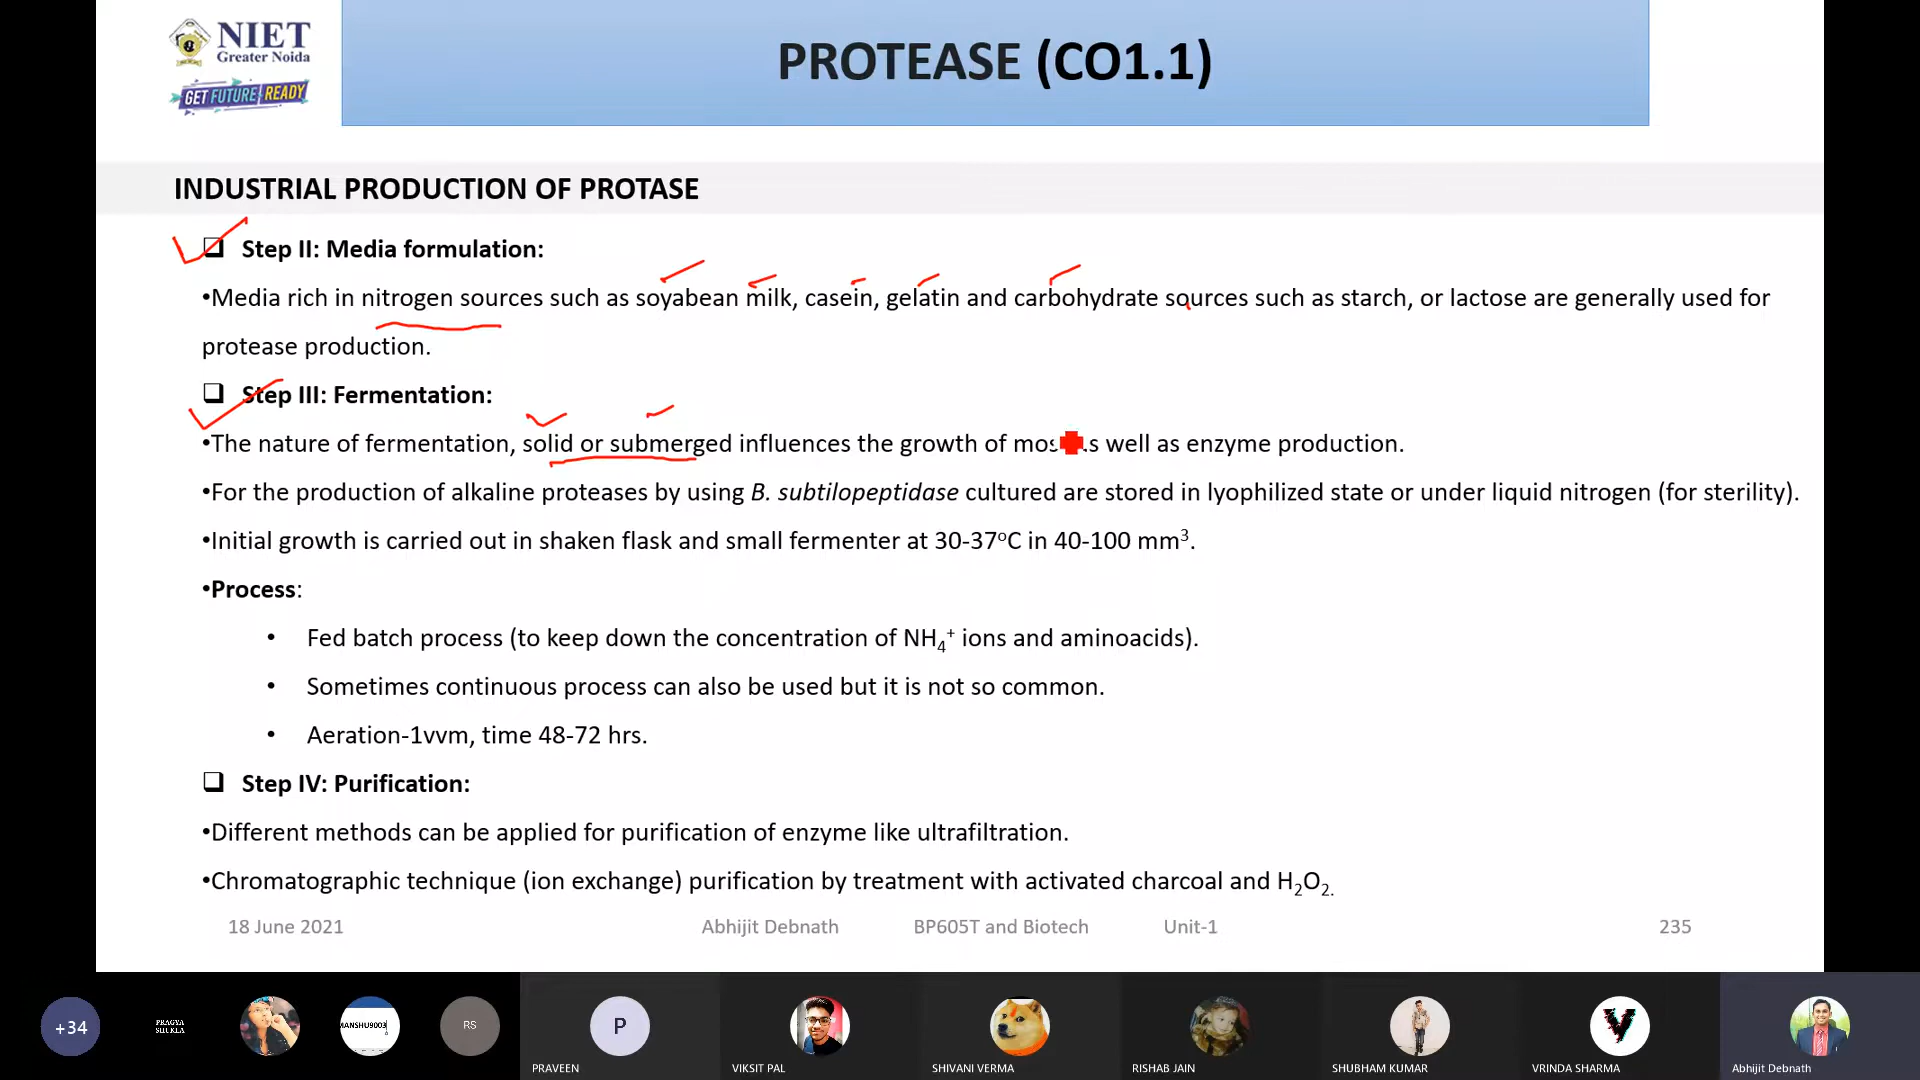 NIET
Greater Noida
GET FUTURE READY
PROTEASE (CO1.1)
INDUSTRIAL PRODUCTION OF PROTASE
❑ Step II: Media formulation:
•Media rich in nitrogen sources such as soyabean milk, casein, gelatin and carbohydrate sources such as starch, or lactose are generally used for
protease production.
❑ Step III: Fermentation:
•The nature of fermentation, solid or submerged influences the growth of well as enzyme production.
•For the production of alkaline proteases by using B. subtilopeptidase cultured are stored in lyophilized state or under liquid nitrogen (for sterility).
•Initial growth is carried out in shaken flask and small fermenter at 30-37ºC in 40-100 mm³.
•Process:
• Fed batch process (to keep down the concentration of NH₄⁺ ions and aminoacids).
• Sometimes continuous process can also be used but it is not so common.
• Aeration-1vvm, time 48-72 hrs.
❑ Step IV: Purification:
•Different methods can be applied for purification of enzyme like ultrafiltration.
•Chromatographic technique (ion exchange) purification by treatment with activated charcoal and H₂O₂.
18 June 2021 Abhijit Debnath BP605T and Biotech Unit-1 235
+34 PRAGYA SHUKLA MANSHU9003 RS P
PRAVEEN VIKSIT PAL SHIVANI VERMA RISHAB JAIN SHUBHAM KUMAR VRINDA SHARMA Abhijit Debnath